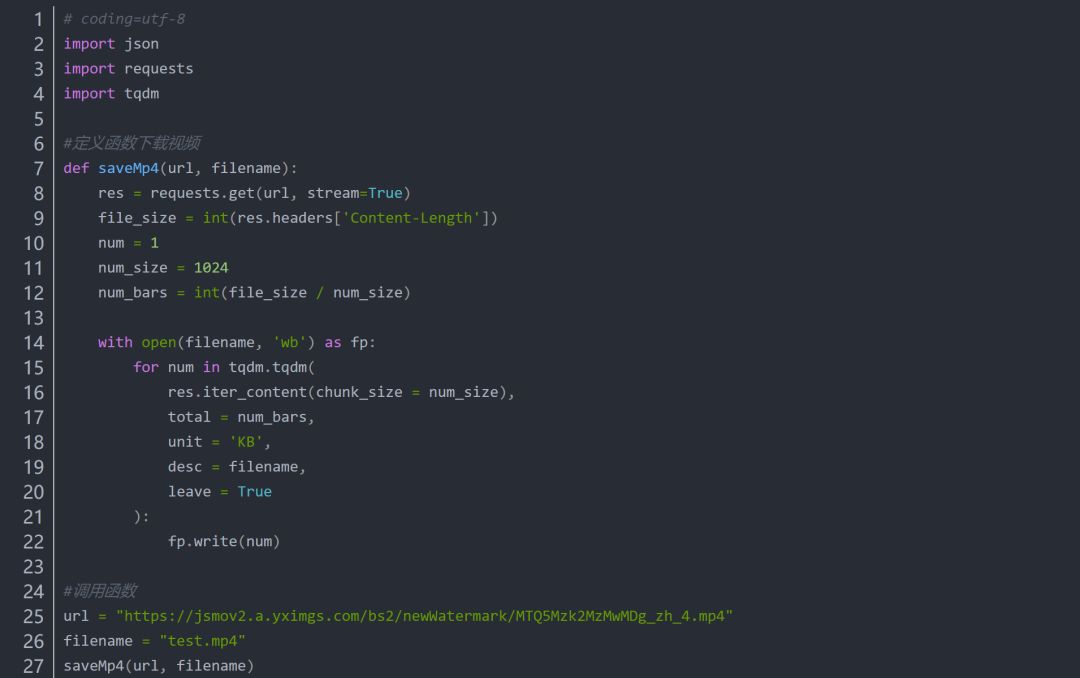 1 # coding=utf-8
2 import json
3 import requests
4 import tqdm
5
6 #定义函数下载视频
7 def saveMp4(url, filename):
8     res = requests.get(url, stream=True)
9     file_size = int(res.headers['Content-Length'])
10     num = 1
11     num_size = 1024
12     num_bars = int(file_size / num_size)
13
14     with open(filename, 'wb') as fp:
15         for num in tqdm.tqdm(
16             res.iter_content(chunk_size = num_size),
17             total = num_bars,
18             unit = 'KB',
19             desc = filename,
20             leave = True
21         ):
22             fp.write(num)
23
24 #调用函数
25 url = "https://jsmov2.a.yximgs.com/bs2/newWatermark/MTQ5Mzk2MzMwMDg_zh_4.mp4"
26 filename = "test.mp4"
27 saveMp4(url, filename)